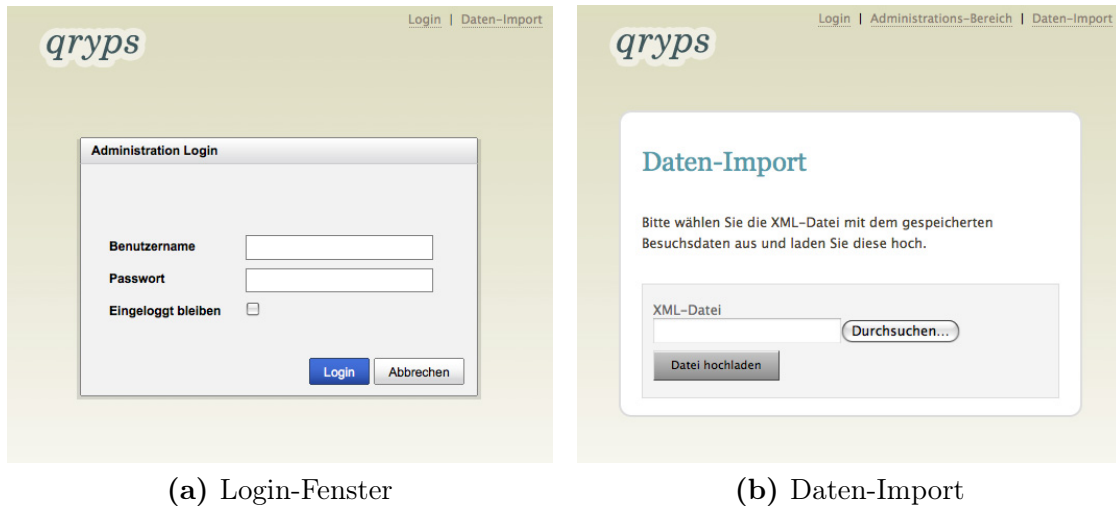 Login | Daten-Import
qryps
Administration Login
Benutzername
Passwort
Eingeloggt bleiben
Login Abbrechen
(a) Login-Fenster
Login | Administrations-Bereich | Daten-Import
qryps
Daten-Import
Bitte wählen Sie die XML-Datei mit dem gespeicherten
Besuchsdaten aus und laden Sie diese hoch.
XML-Datei
Durchsuchen...
Datei hochladen
(b) Daten-Import